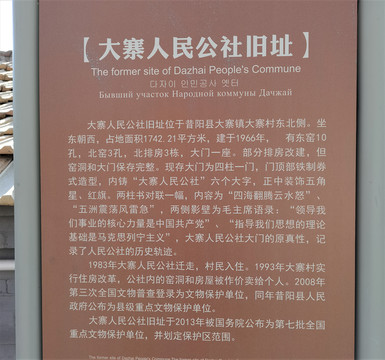 【大寨人民公社旧址】
The former site of Dazhai People's Commune
다자이 인민공사 옛터
Бывший участок Народной коммуны Дачжай
大寨人民公社旧址位于昔阳县大寨镇大寨村东北侧。坐
东朝西，占地面积1742.21平方米，建于1966年， 有东窑10
孔，北窑3孔，北排房3栋，大门一座。部分排房改建，但
窑洞和大门保存完整。现存大门为四柱一门，门顶部铁制券
式造型，内铸“大寨人民公社”六个大字，正中装饰五角
星、红旗。两柱书对联一幅，内容为“四海翻腾云水怒”、
“五洲震荡风雷急”，两侧影壁为毛主席语录：“领导我
们事业的核心力量是中国共产党”、“指导我们思想的理论
基础是马克思列宁主义”，大寨人民公社大门的原真性，记
录了人民公社的历史轨迹。
1983年大寨人民公社迁走，村民入住。1993年大寨村实
行住房改革，公社内的窑洞和房屋被作价卖给个人。2008年
第三次全国文物普查登录为文物保护单位，同年昔阳县人民
政府公布为县级重点文物保护单位。
大寨人民公社旧址于2013年被国务院公布为第七批全国
重点文物保护单位，并划定保护区范围。
The former site of Dazhai People's Commune